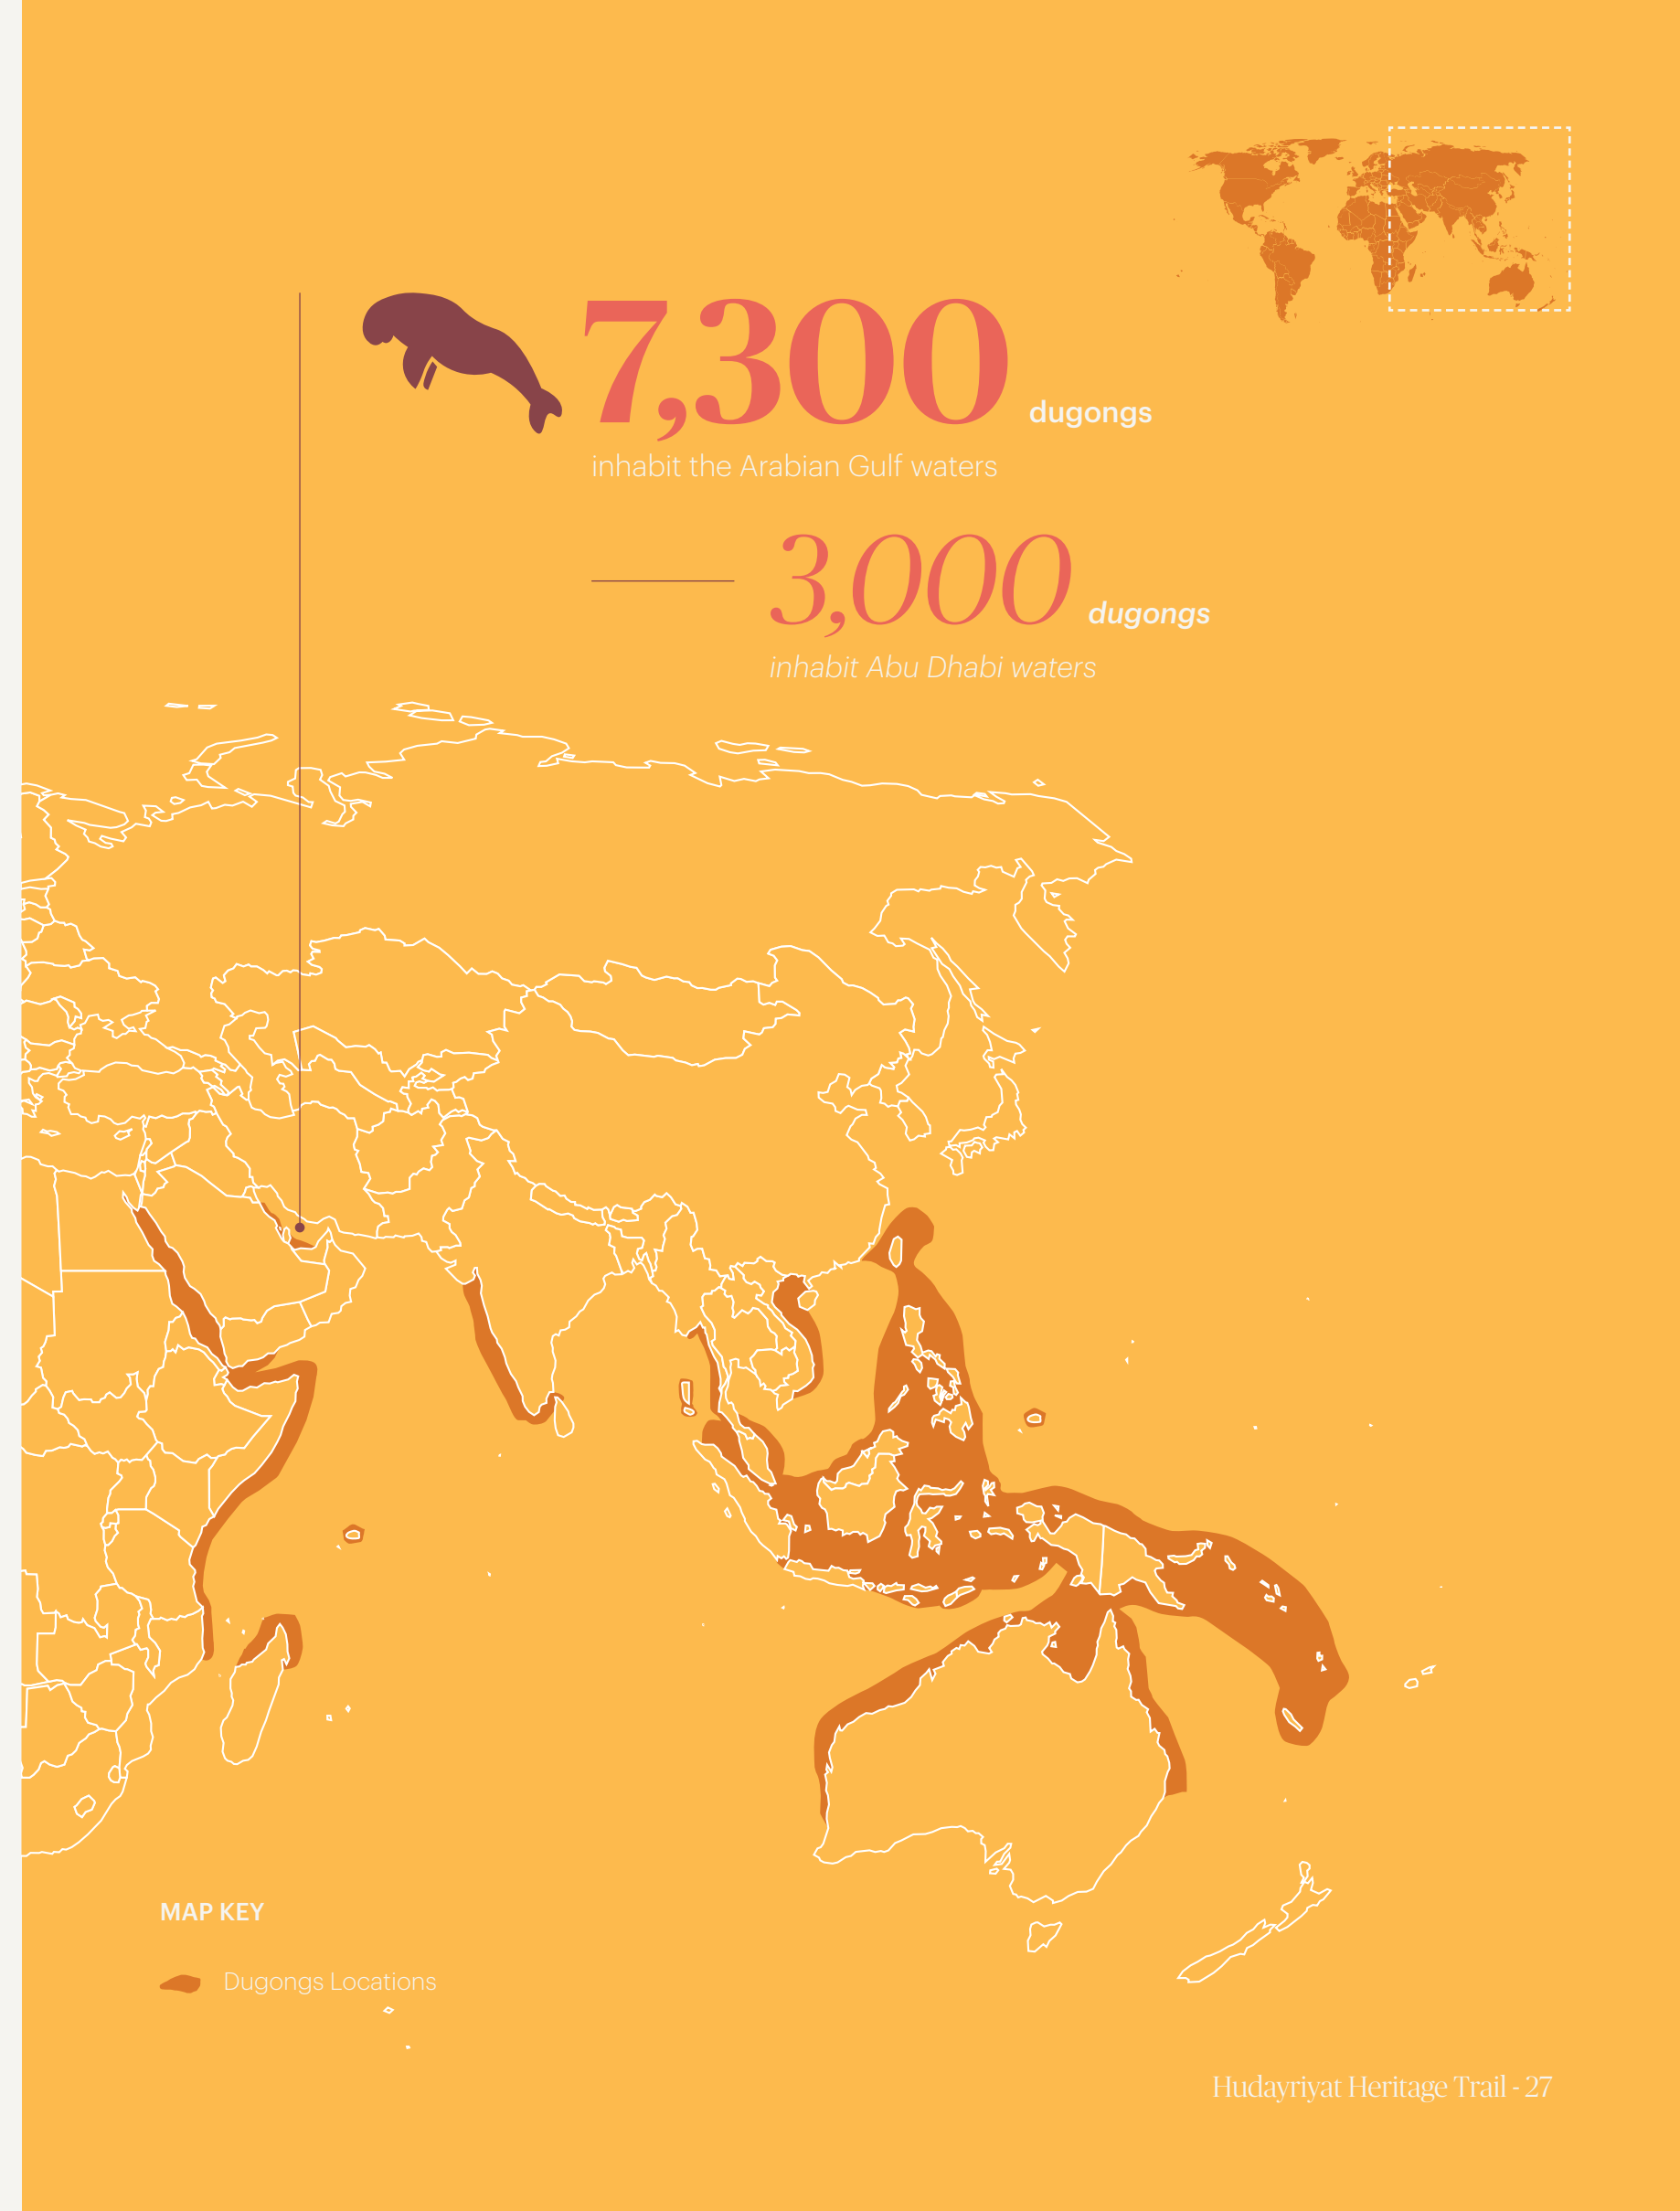 7,300 dugongs
inhabit the Arabian Gulf waters
3,000 dugongs
inhabit Abu Dhabi waters
MAP KEY
Dugongs Locations
Hudayriyat Heritage Trail - 27